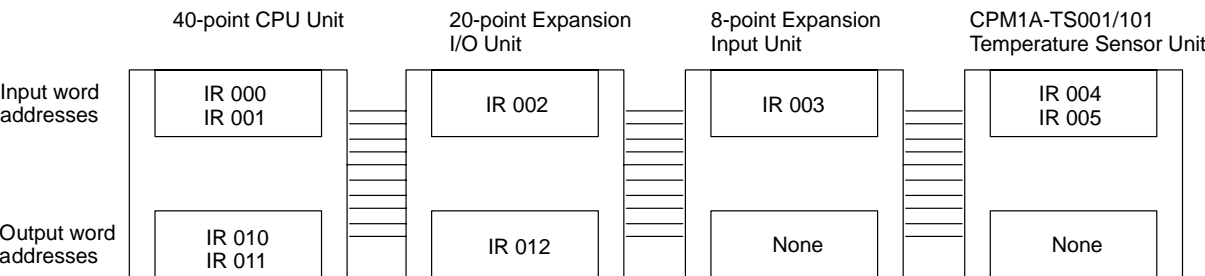 40-point CPU Unit
20-point Expansion
I/O Unit
8-point Expansion
Input Unit
CPM1A-TS001/101
Temperature Sensor Unit
Input word
addresses
IR 000
IR 001
IR 002
IR 003
IR 004
IR 005
Output word
addresses
IR 010
IR 011
IR 012
None
None